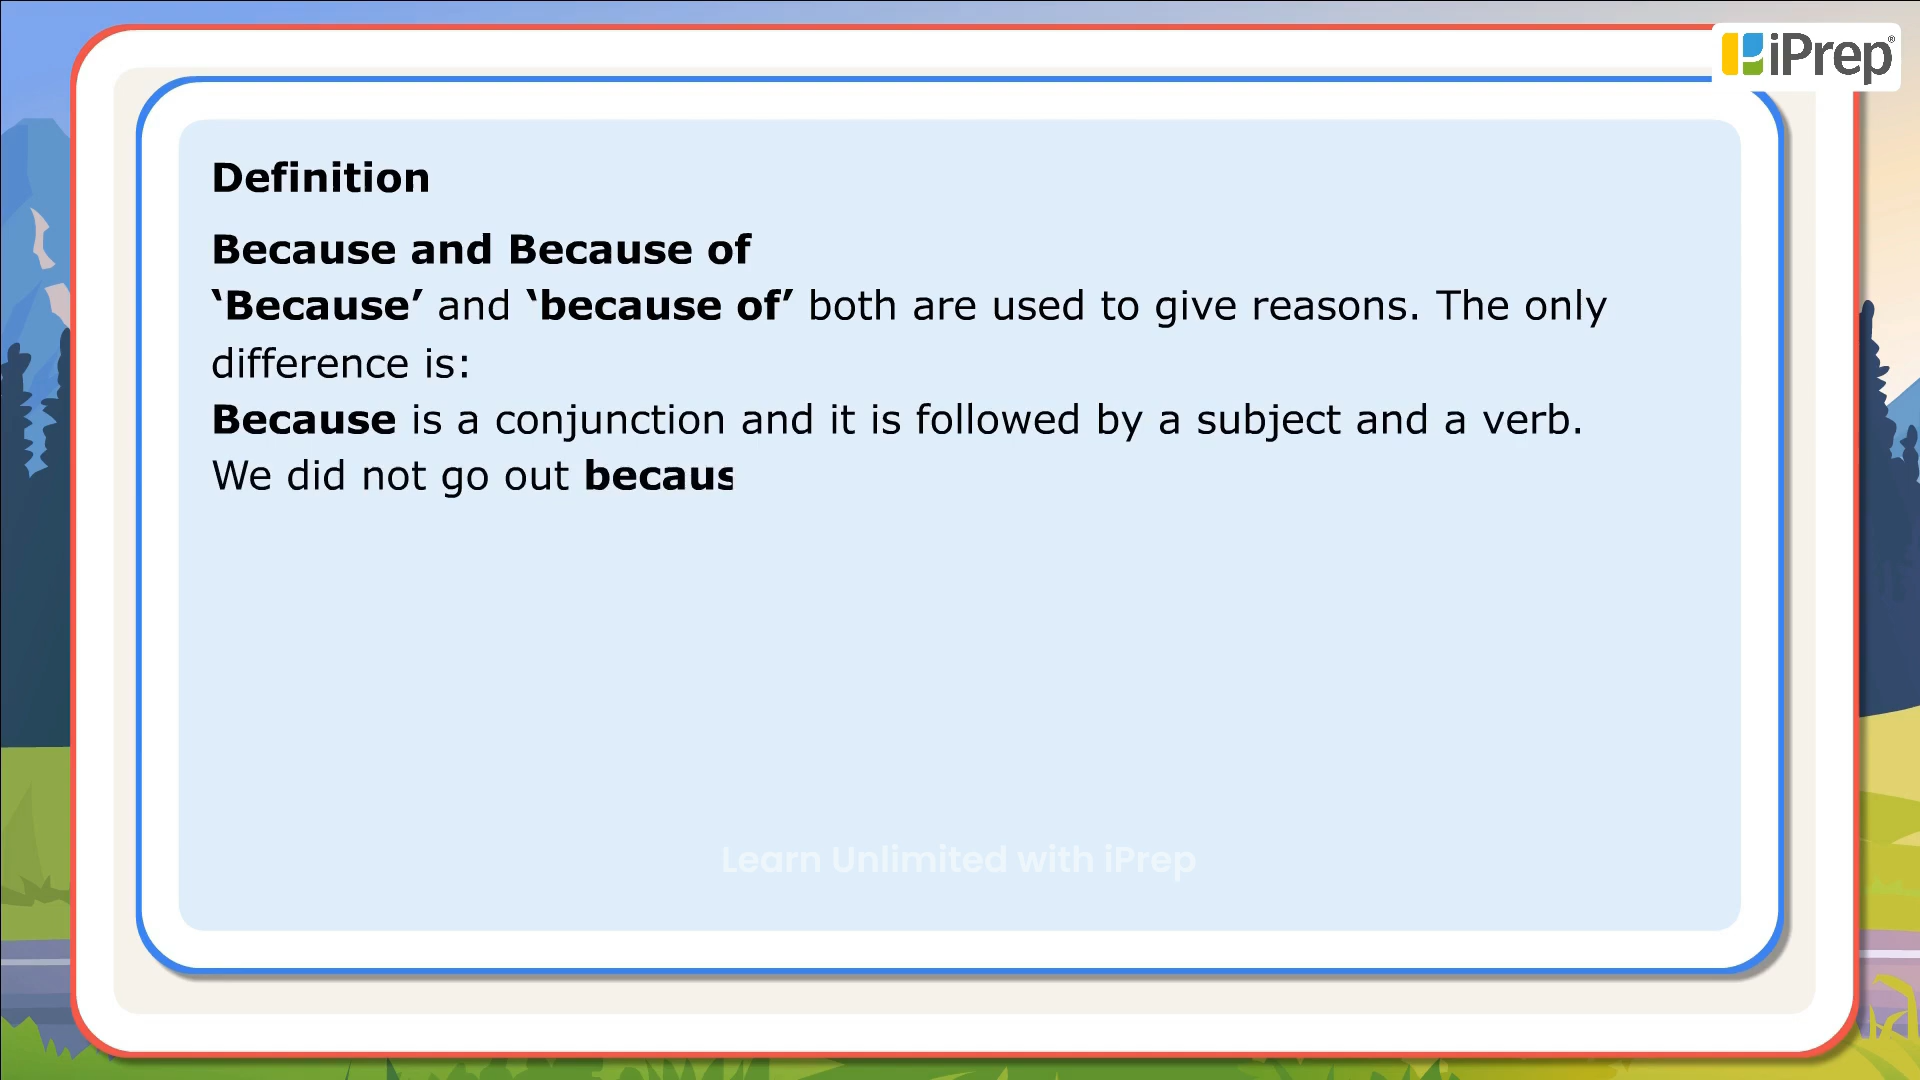 iPrep®
Definition
Because and Because of
‘Because’ and ‘because of’ both are used to give reasons. The only
difference is:
Because is a conjunction and it is followed by a subject and a verb.
We did not go out becaus
Learn Unlimited with iPrep